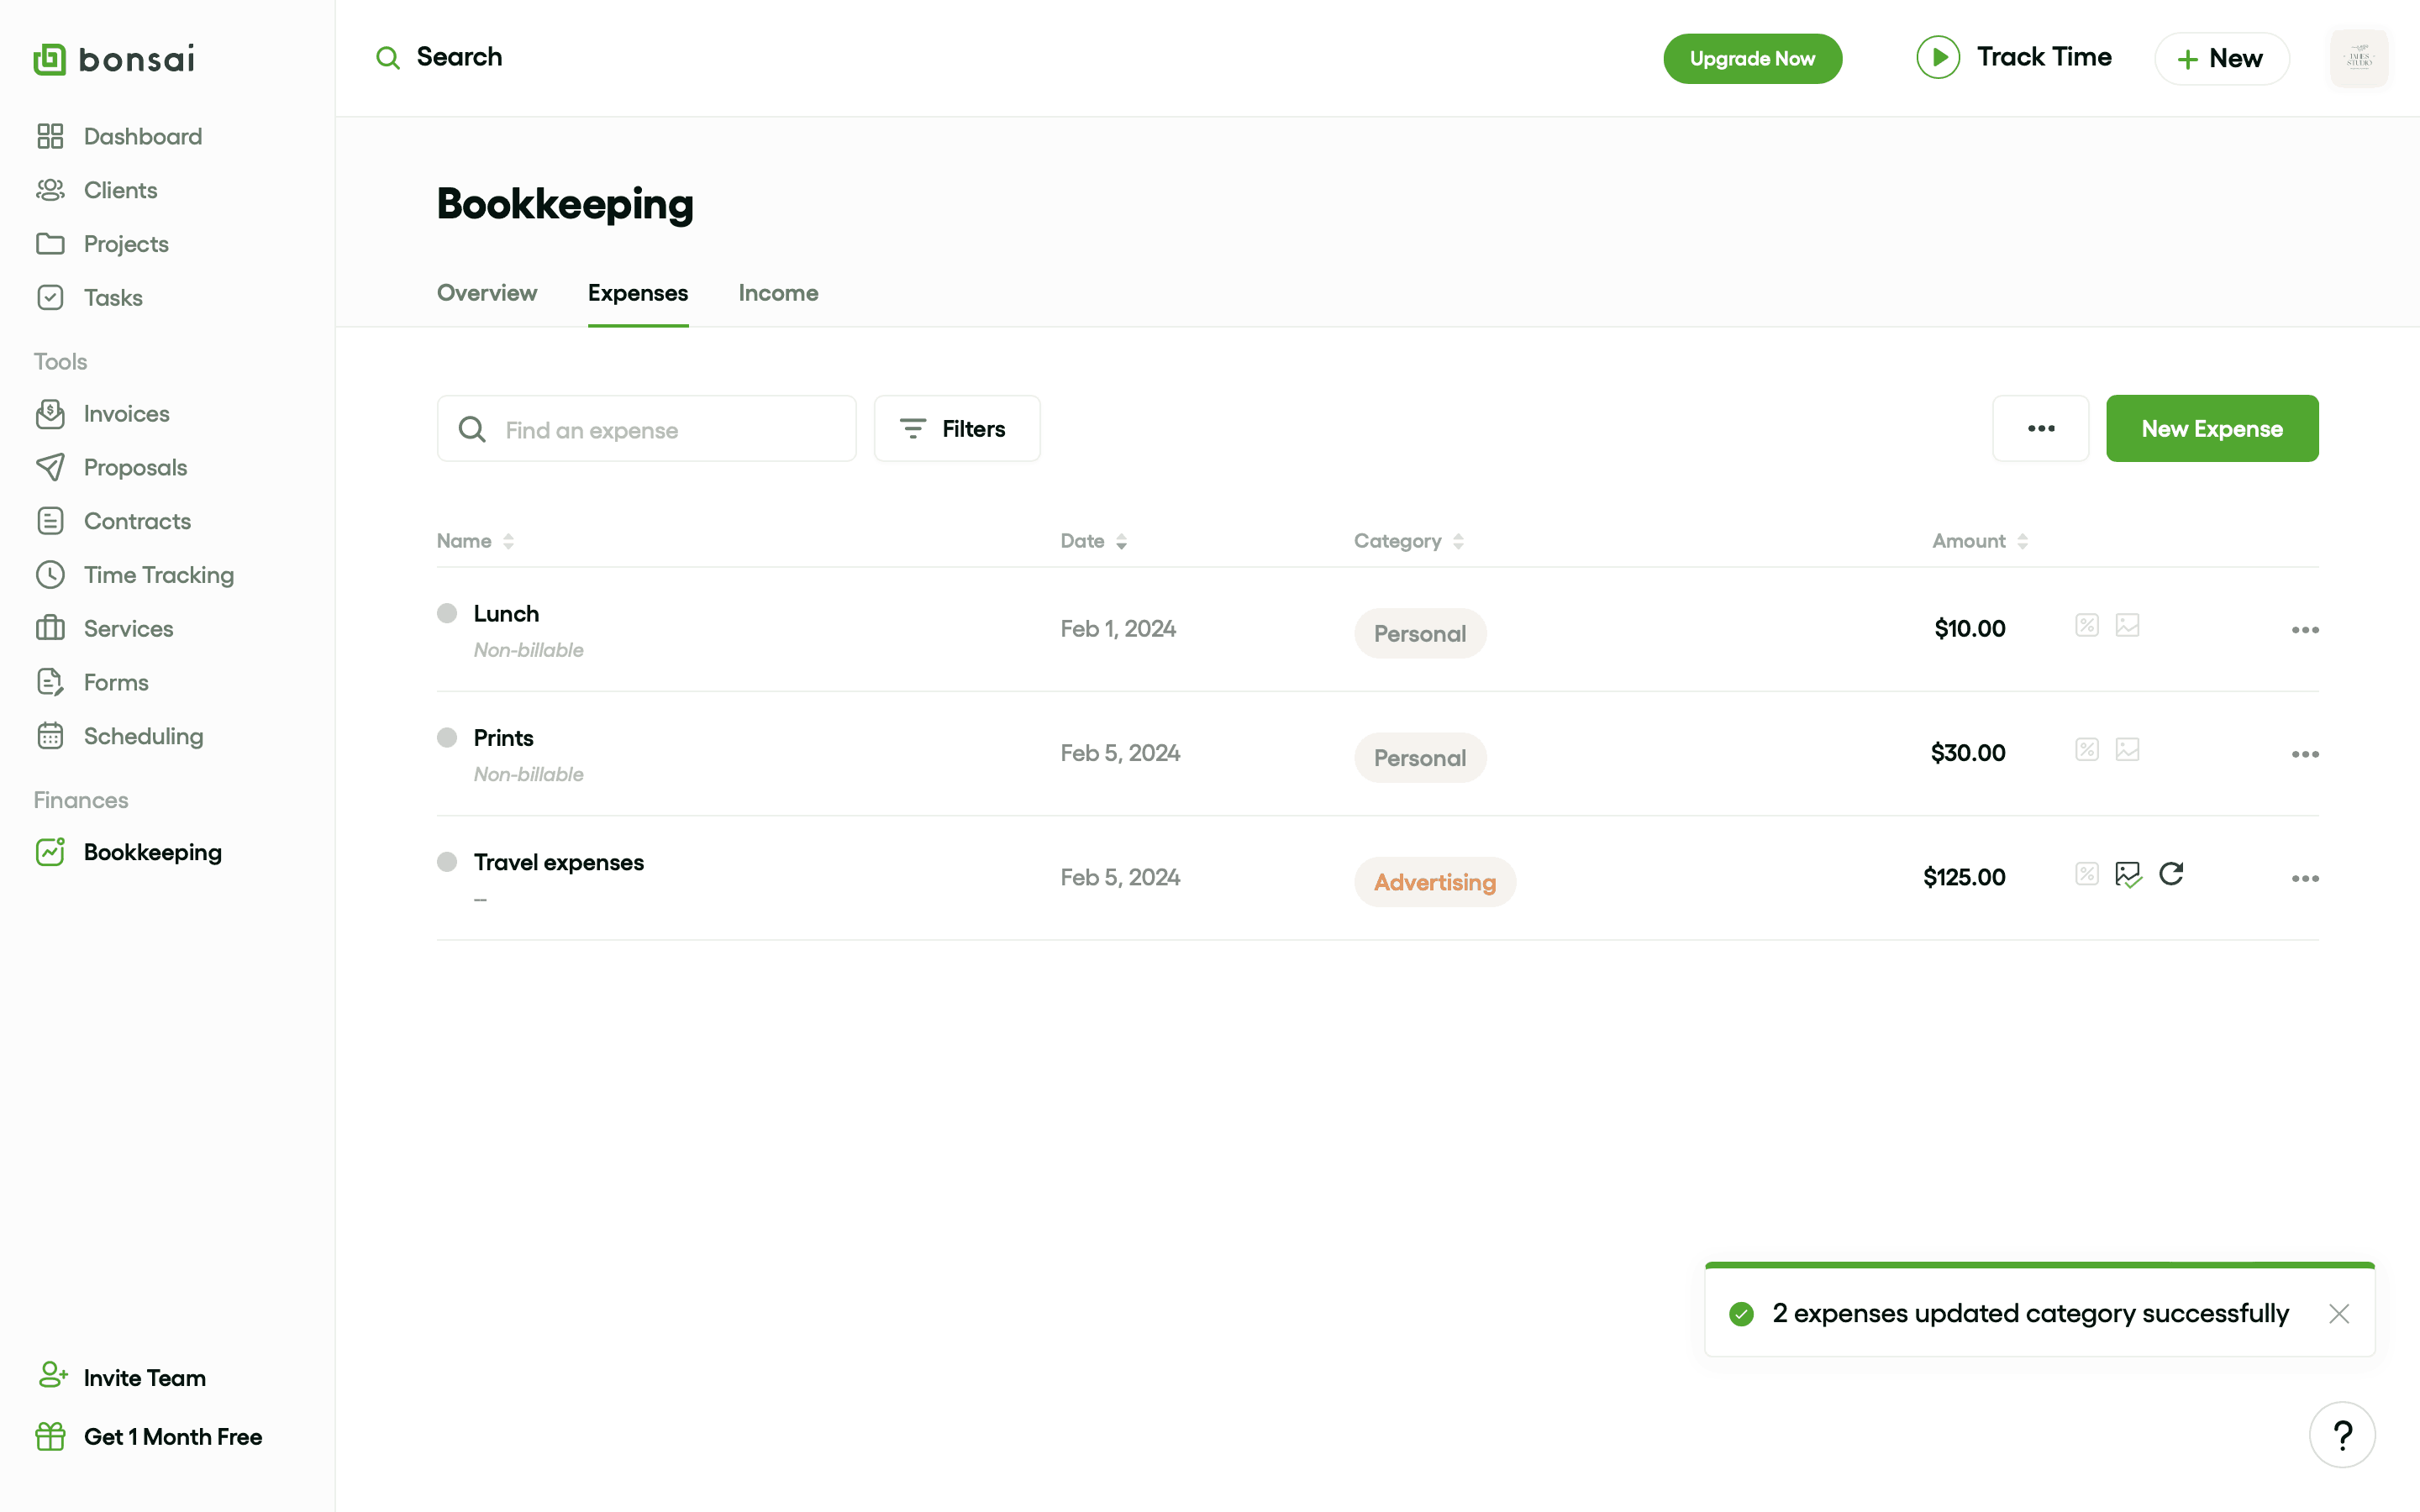 bonsai
Search
Upgrade Now
Track Time
New
JAMES
STUDIO
Dashboard
Clients
Projects
Tasks
Tools
Invoices
Proposals
Contracts
Time Tracking
Services
Forms
Scheduling
Finances
Bookkeeping
Invite Team
Get 1 Month Free
Bookkeeping
Overview Expenses Income
Find an expense
Filters
•••
New Expense
Name Date Category Amount
Lunch Feb 1, 2024 Personal $10.00
Non-billable
Prints Feb 5, 2024 Personal $30.00
Non-billable
Travel expenses Feb 5, 2024 Advertising $125.00
–
2 expenses updated category successfully
?